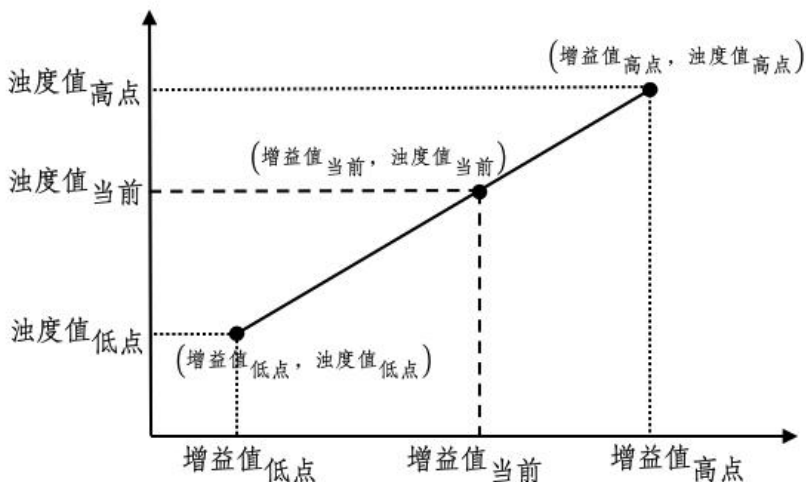 (增益值高点，浊度值高点)
浊度值高点
(增益值当前，浊度值当前)
浊度值当前
浊度值低点
(增益值低点，浊度值低点)
增益值低点 增益值当前 增益值高点